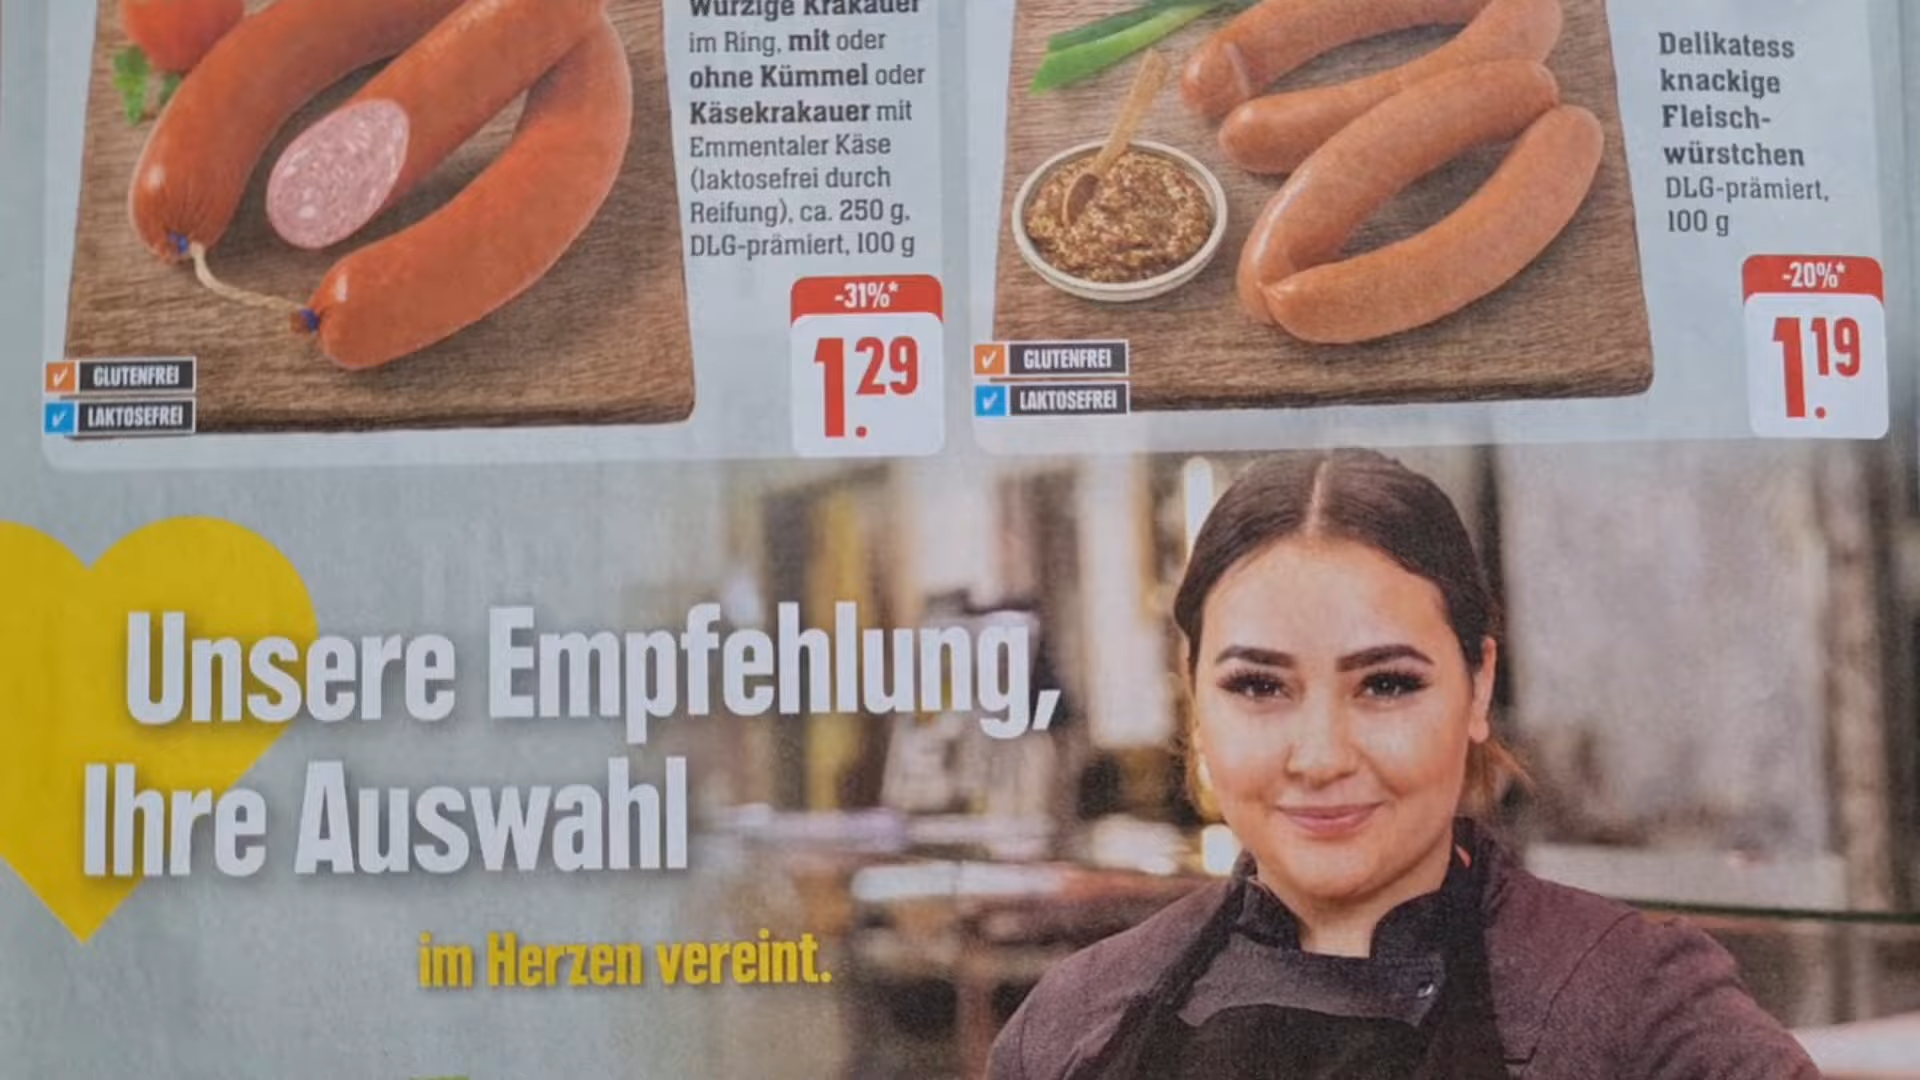 Würzige Krakauer
im Ring, mit oder
ohne Kümmel oder
Käsekrakauer mit
Emmentaler Käse
(laktosefrei durch
Reifung), ca. 250 g,
DLG-prämiert, 100 g
-31%*
1.29
GLUTENFREI
LAKTOSEFREI
Delikatess
knackige
Fleisch-
würstchen
DLG-prämiert,
100 g
-20%*
1.19
GLUTENFREI
LAKTOSEFREI
Unsere Empfehlung,
Ihre Auswahl
im Herzen vereint.